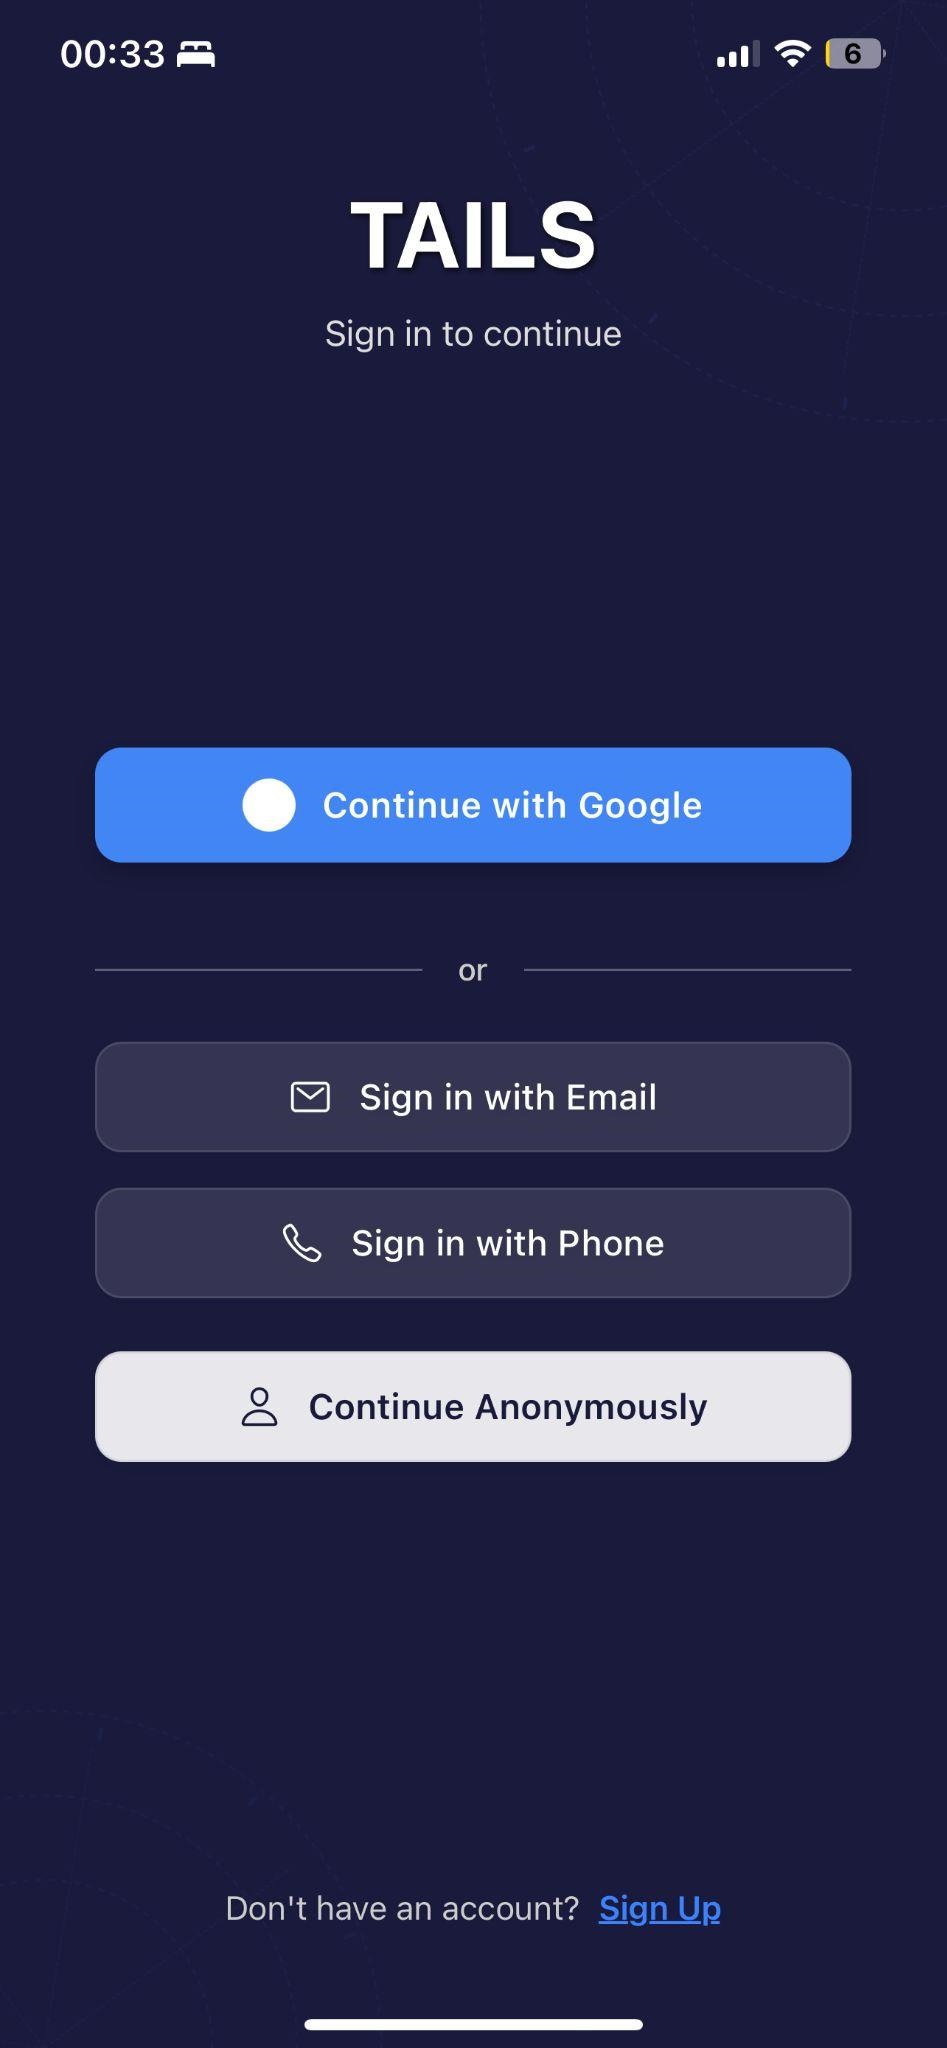 00:33
6
TAILS
Sign in to continue
Continue with Google
or
Sign in with Email
Sign in with Phone
Continue Anonymously
Don't have an account? Sign Up